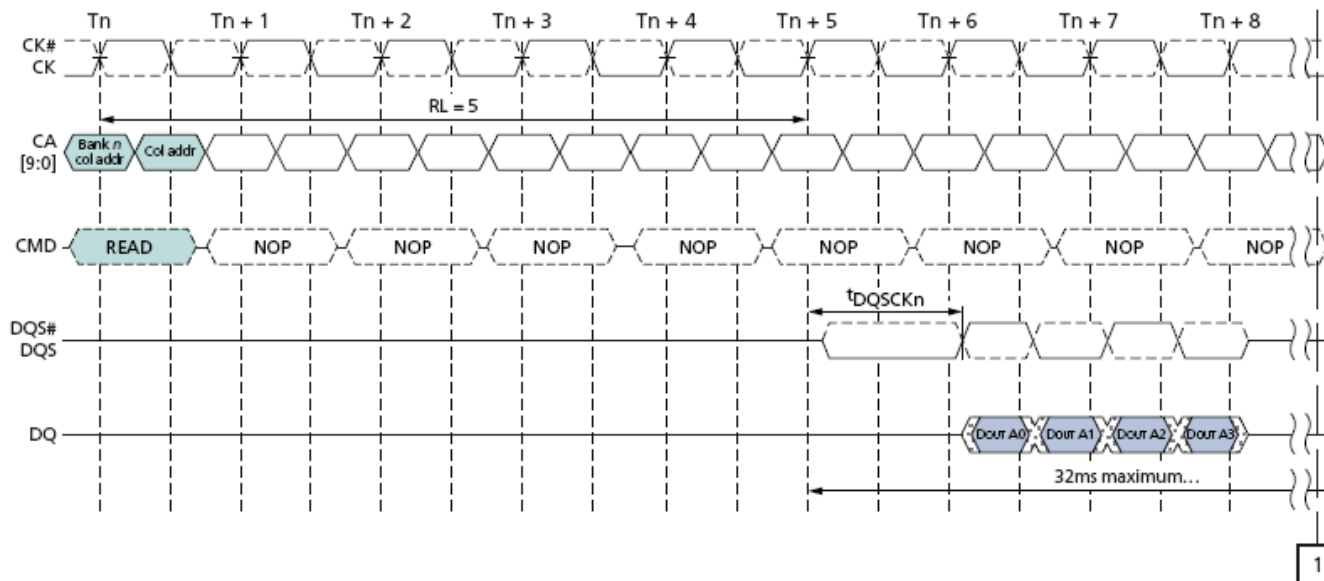 Tn Tn + 1 Tn + 2 Tn + 3 Tn + 4 Tn + 5 Tn + 6 Tn + 7 Tn + 8
CK#
CK
RL = 5
CA
[9:0]
Bank n
col addr
Col addr
CMD READ NOP NOP NOP NOP NOP NOP NOP NOP
tDQSCKn
DQS#
DQS
DQ DOUT A0 DOUT A1 DOUT A2 DOUT A3
32ms maximum…
1